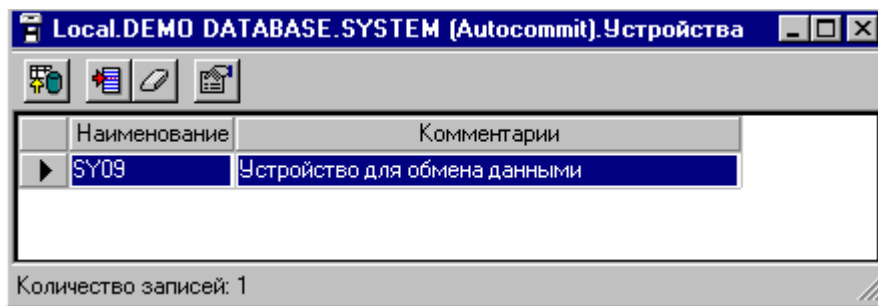 Local.DEMO DATABASE.SYSTEM (Autocommit).Устройства
Наименование Комментарии
SY09 Устройство для обмена данными
Количество записей: 1